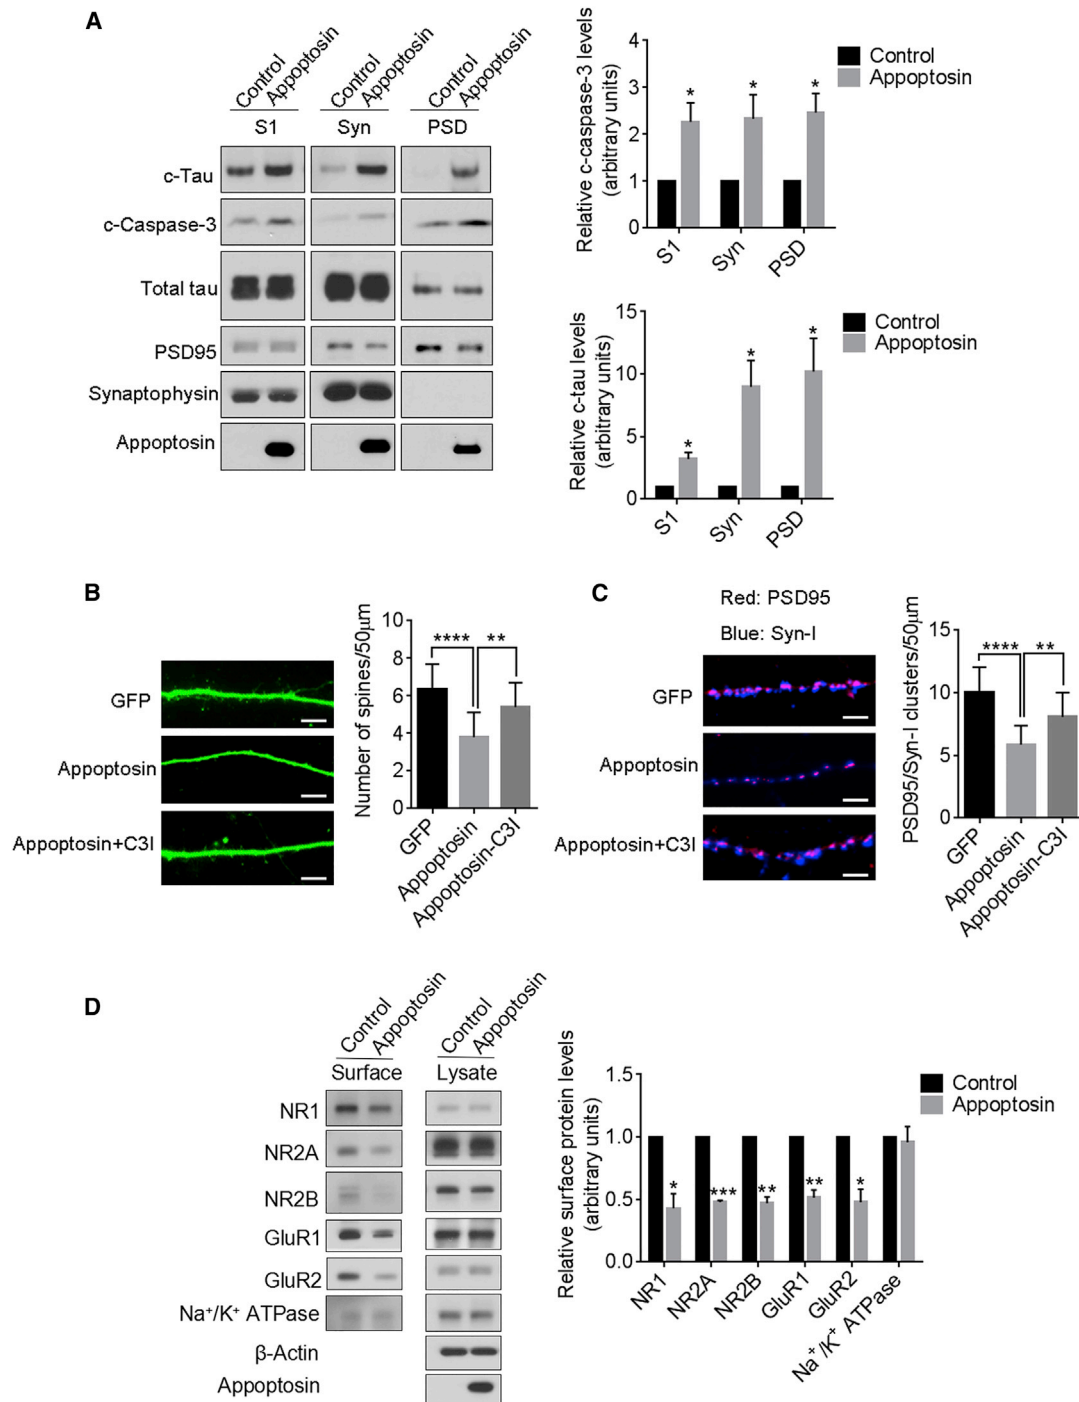 A
Control
Appoptosin
Control
Appoptosin
Control
Appoptosin
S1
Syn
PSD
c-Tau
c-Caspase-3
Total tau
PSD95
Synaptophysin
Appoptosin
Relative c-caspase-3 levels
(arbitrary units)
4
3
2
1
0
* * *
S1
Syn
PSD
Control
Appoptosin
Relative c-tau levels
(arbitrary units)
15
10
5
0
* * *
S1
Syn
PSD
Control
Appoptosin
B
GFP
Appoptosin
Appoptosin+C3I
Number of spines/50μm
10
8
6
4
2
0
**** **
GFP
Appoptosin
Appoptosin-C3I
C
Red: PSD95
Blue: Syn-I
GFP
Appoptosin
Appoptosin+C3I
PSD95/Syn-I clusters/50μm
15
10
5
0
**** **
GFP
Appoptosin
Appoptosin-C3I
D
Control
Appoptosin
Control
Appoptosin
Surface
Lysate
NR1
NR2A
NR2B
GluR1
GluR2
Na⁺/K⁺ ATPase
β-Actin
Appoptosin
Relative surface protein levels
(arbitrary units)
1.5
1.0
0.5
0.0
* *** ** ** *
NR1
NR2A
NR2B
GluR1
GluR2
Na⁺/K⁺ ATPase
Control
Appoptosin